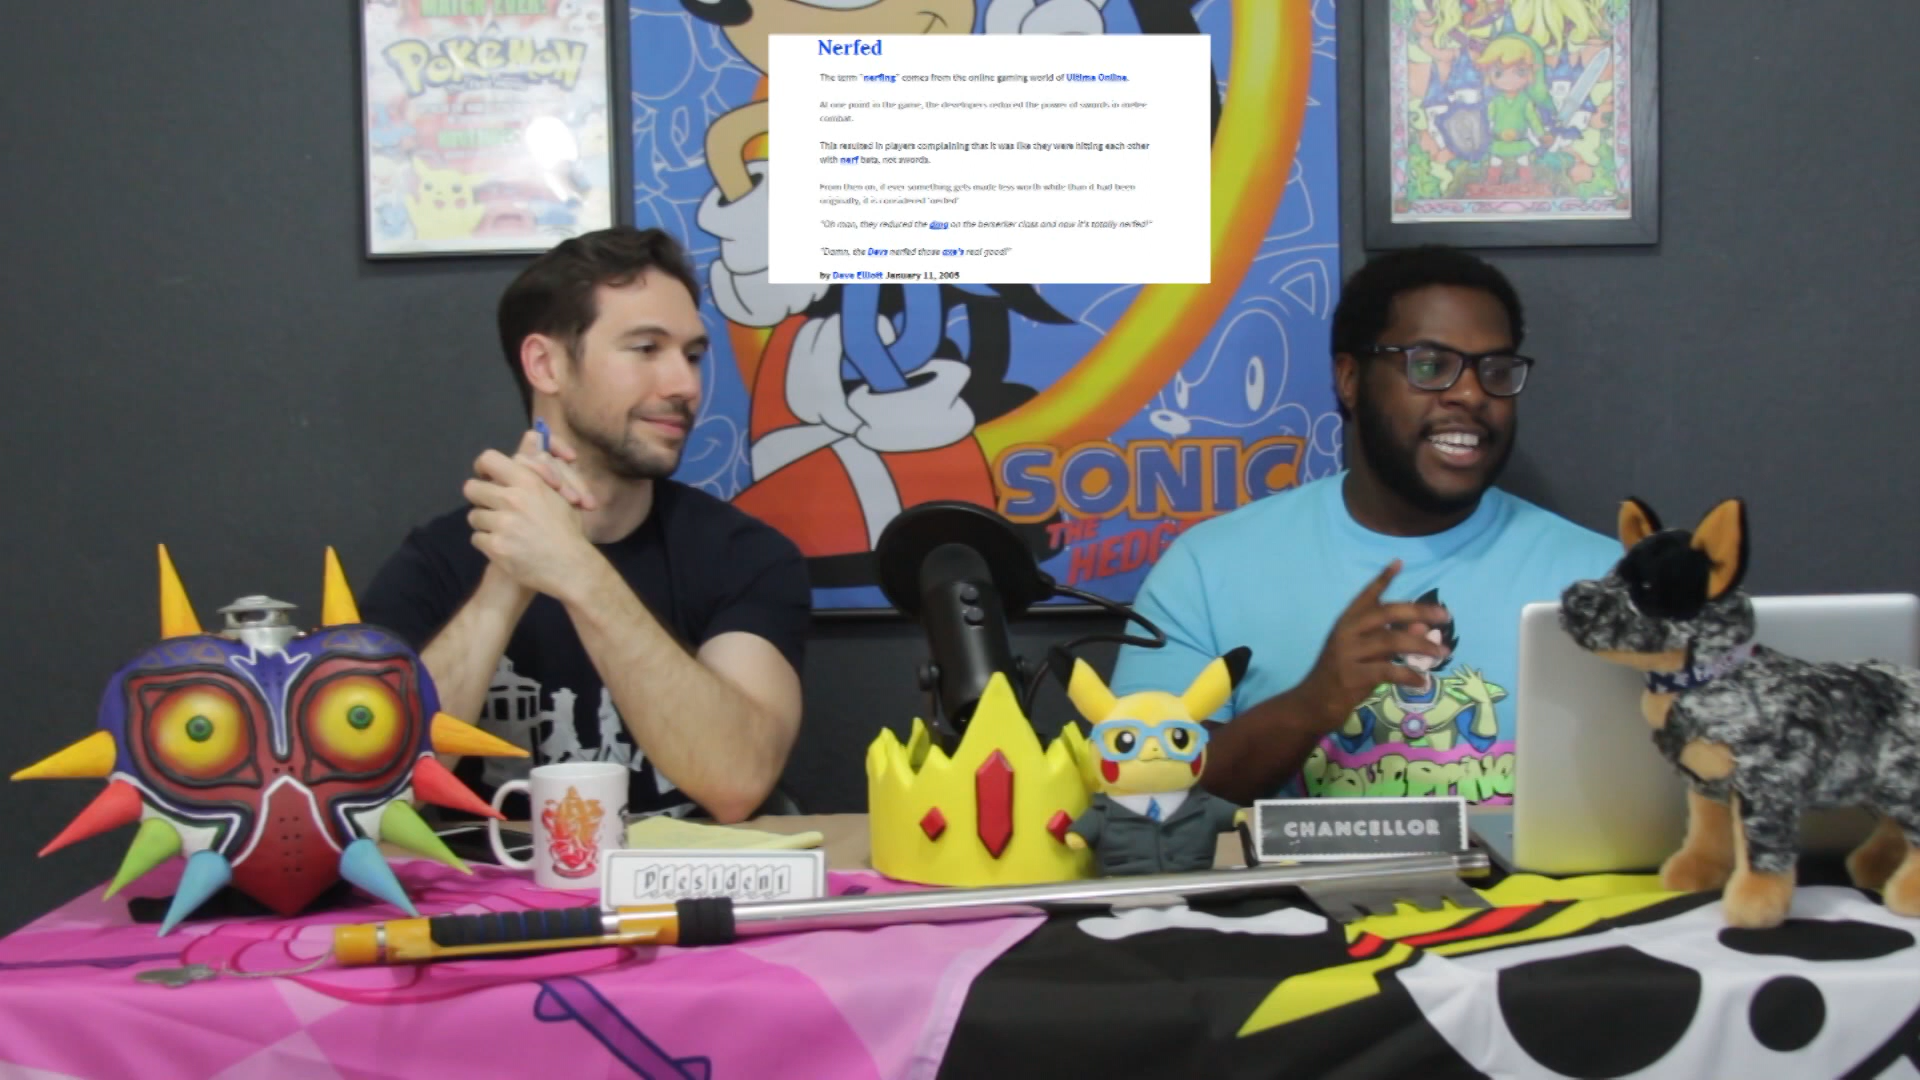 MATCH EVER!
POKéMON
Nerfed
The term "nerfing" comes from the online gaming world of Ultima Online.
At one point in the game, the developers reduced the power of swords in melee
combat.
This resulted in players complaining that it was like they were hitting each other
with nerf bats, not swords.
From then on, if ever something gets made less worth while than it had been
originally, it is considered 'nerfed'
"Oh man, they reduced the ding on the berserker class and now it's totally nerfed!"
"Damn, the Devs nerfed those axe's real good!"
by Dave Elliott January 11, 2005
SONIC
THE
HEDG
CHANCELLOR
President